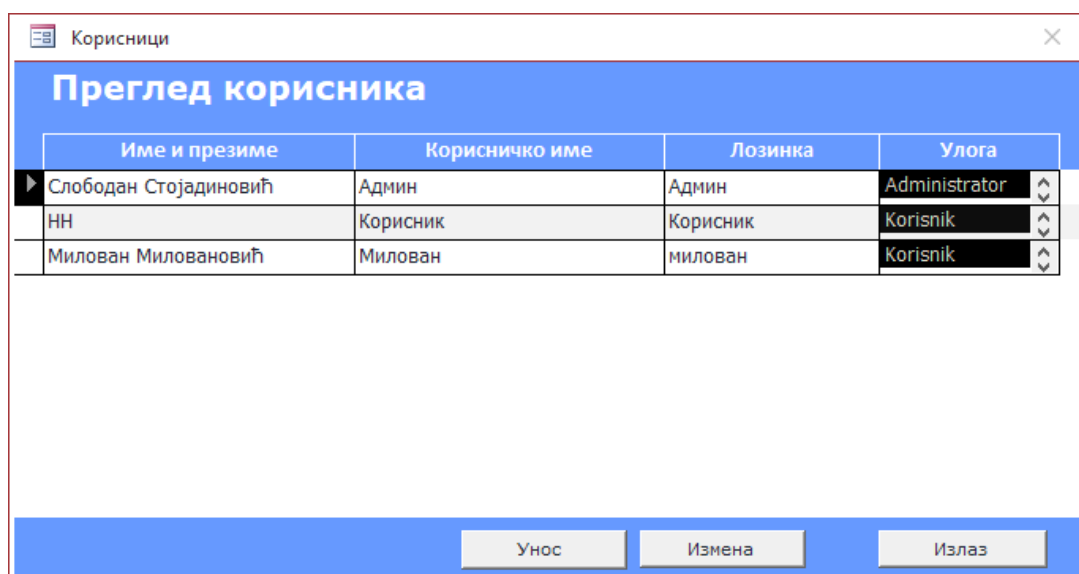 Корисници
Преглед корисника
Име и презиме Корисничко име Лозинка Улога
Слободан Стојадиновић Админ Админ Administrator
НН Корисник Корисник Korisnik
Милован Миловановић Милован милован Korisnik
Унос Измена Излаз